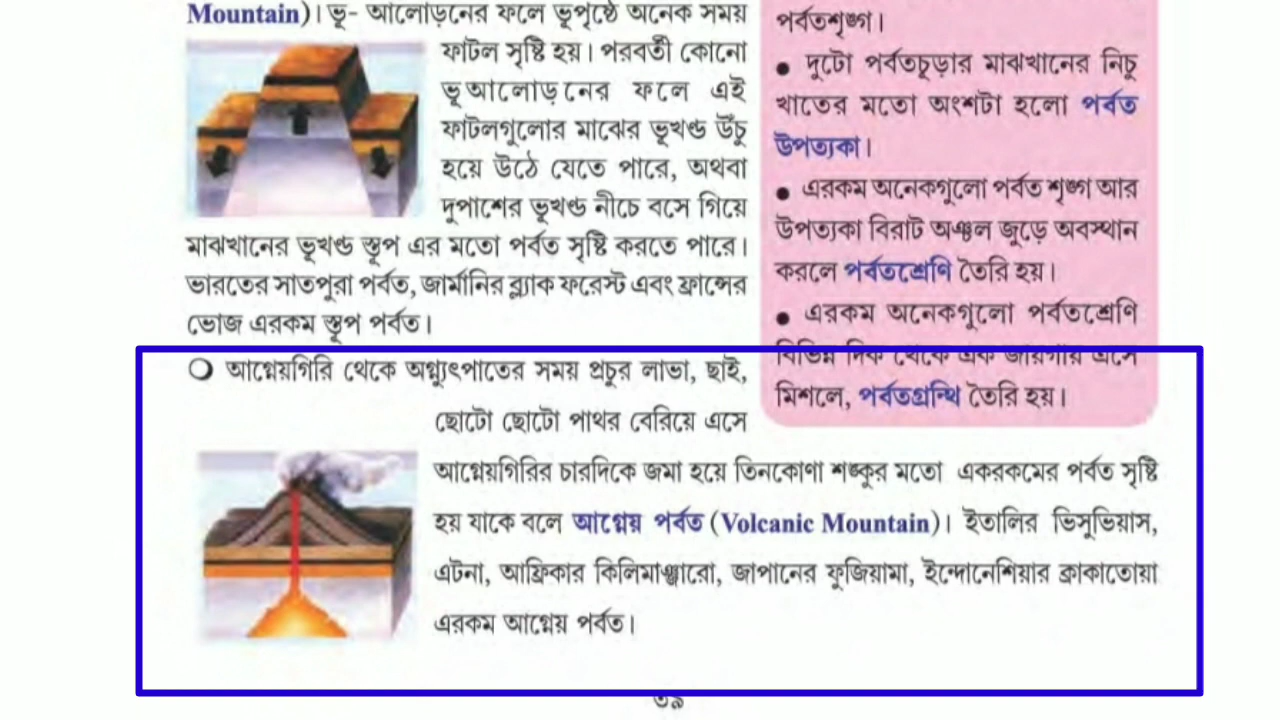 Mountain)। ভূ- আলোড়নের ফলে ভূপৃষ্ঠে অনেক সময়
ফাটল সৃষ্টি হয়। পরবর্তী কোনো
ভূআলোড়নের ফলে এই
ফাটলগুলোর মাঝের ভূখণ্ড উঁচু
হয়ে উঠে যেতে পারে, অথবা
দুপাশের ভূখণ্ড নীচে বসে গিয়ে
মাঝখানের ভূখণ্ড স্তূপ এর মতো পর্বত সৃষ্টি করতে পারে।
ভারতের সাতপুরা পর্বত, জার্মানির ব্ল্যাক ফরেস্ট এবং ফ্রান্সের
ভোজ এরকম স্তূপ পর্বত।
পর্বতশৃঙ্গ।
● দুটো পর্বতচূড়ার মাঝখানের নিচু
খাতের মতো অংশটা হলো পর্বত
উপত্যকা।
● এরকম অনেকগুলো পর্বত শৃঙ্গ আর
উপত্যকা বিরাট অঞ্চল জুড়ে অবস্থান
করলে পর্বতশ্রেণি তৈরি হয়।
● এরকম অনেকগুলো পর্বতশ্রেণি
বিভিন্ন দিক থেকে এক জায়গায় এসে
মিশলে, পর্বতগ্রন্থি তৈরি হয়।
❍ আগ্নেয়গিরি থেকে অগ্ন্যুৎপাতের সময় প্রচুর লাভা, ছাই,
ছোটো ছোটো পাথর বেরিয়ে এসে
আগ্নেয়গিরির চারদিকে জমা হয়ে তিনকোণা শঙ্কুর মতো একরকমের পর্বত সৃষ্টি
হয় যাকে বলে আগ্নেয় পর্বত (Volcanic Mountain)। ইতালির ভিসুভিয়াস,
এটনা, আফ্রিকার কিলিমাঞ্জারো, জাপানের ফুজিয়ামা, ইন্দোনেশিয়ার ক্রাকাতোয়া
এরকম আগ্নেয় পর্বত।
৩৯